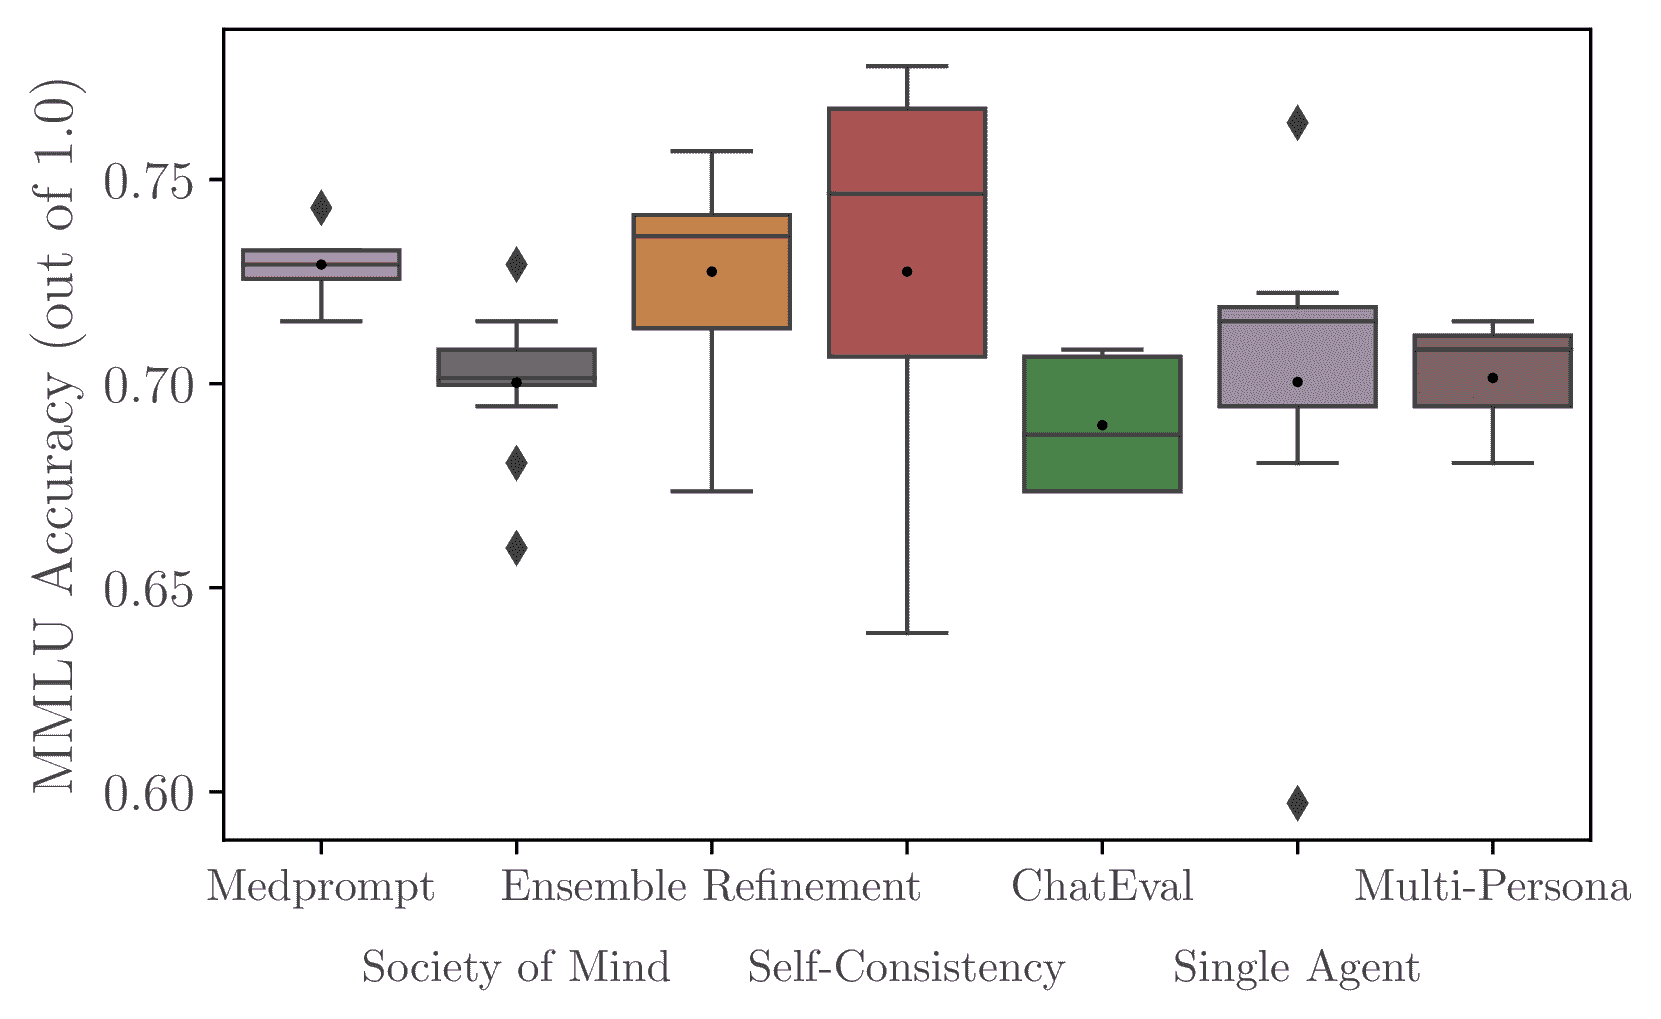 MMLU Accuracy (out of 1.0)
0.75
0.70
0.65
0.60
Medprompt
Ensemble Refinement
ChatEval
Multi-Persona
Society of Mind
Self-Consistency
Single Agent